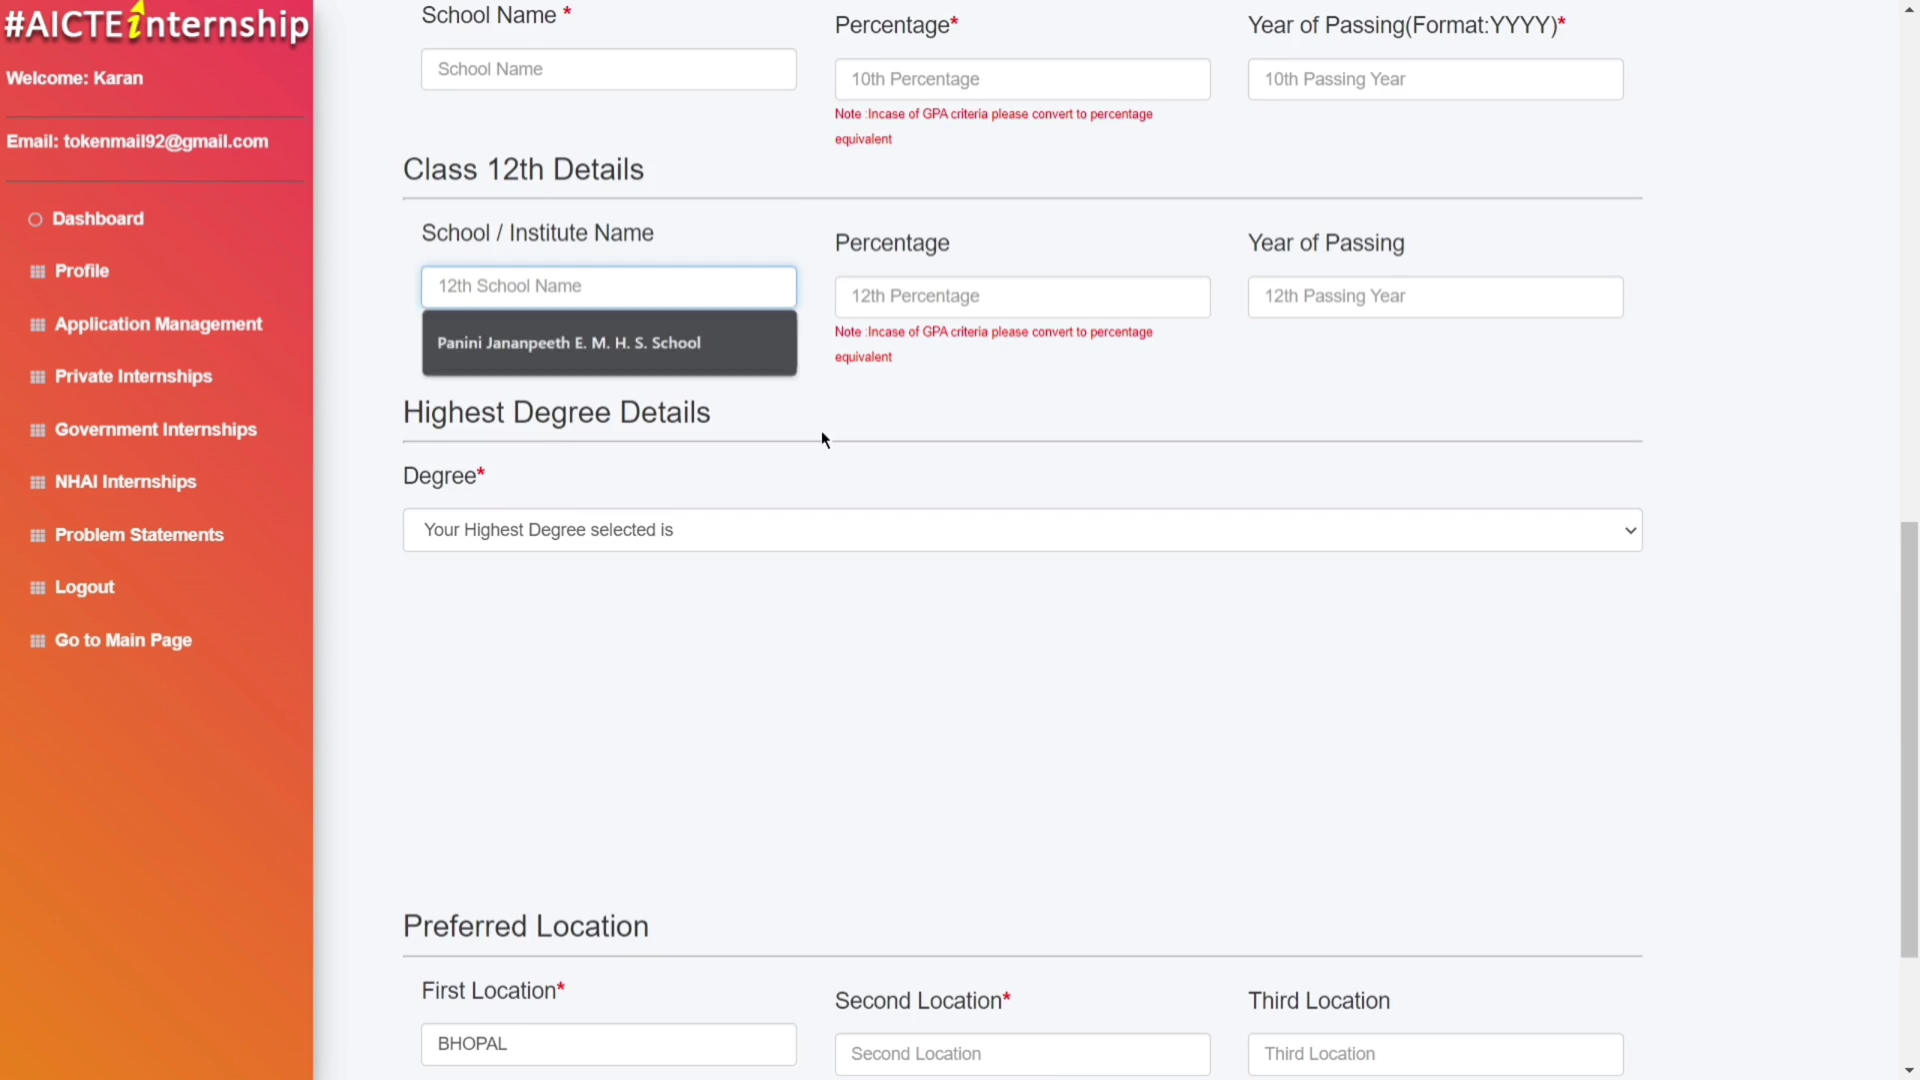 #AICTEinternship
Welcome: Karan
Email: tokenmail92@gmail.com
Dashboard
Profile
Application Management
Private Internships
Government Internships
NHAI Internships
Problem Statements
Logout
Go to Main Page
School Name *
Percentage*
Year of Passing(Format:YYYY)*
School Name
10th Percentage
10th Passing Year
Note :Incase of GPA criteria please convert to percentage
equivalent
Class 12th Details
School / Institute Name
Percentage
Year of Passing
12th School Name
12th Percentage
12th Passing Year
Panini Jananpeeth E. M. H. S. School
Note :Incase of GPA criteria please convert to percentage
equivalent
Highest Degree Details
Degree*
Your Highest Degree selected is
Preferred Location
First Location*
Second Location*
Third Location
BHOPAL
Second Location
Third Location